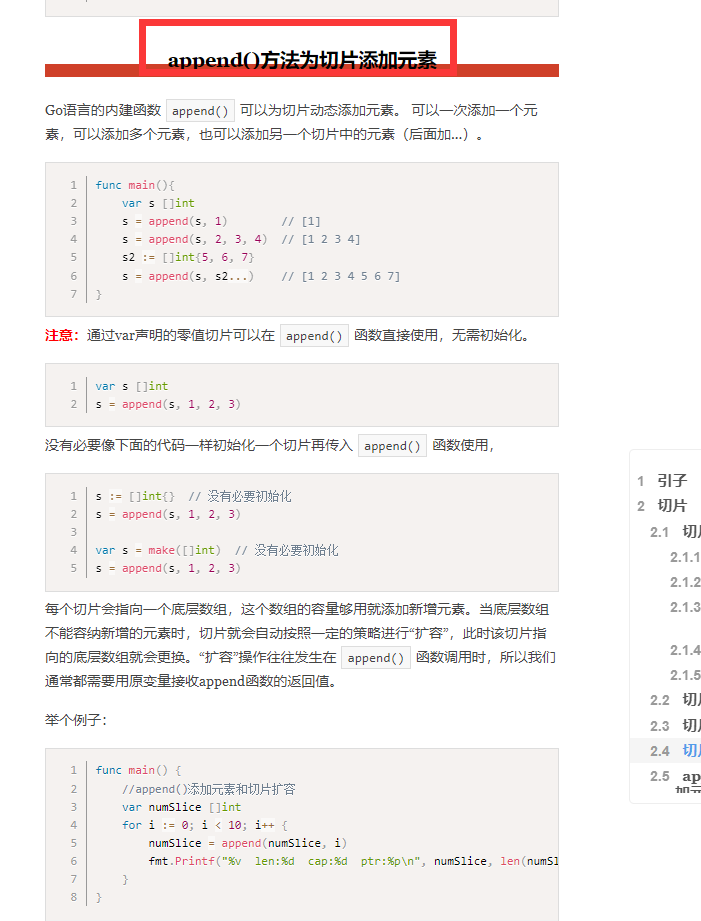 append()方法为切片添加元素
Go语言的内建函数 append() 可以为切片动态添加元素。 可以一次添加一个元
素，可以添加多个元素，也可以添加另一个切片中的元素（后面加…）。
1 func main(){
2     var s []int
3     s = append(s, 1)        // [1]
4     s = append(s, 2, 3, 4)  // [1 2 3 4]
5     s2 := []int{5, 6, 7}
6     s = append(s, s2...)    // [1 2 3 4 5 6 7]
7 }
注意：通过var声明的零值切片可以在 append() 函数直接使用，无需初始化。
1 var s []int
2 s = append(s, 1, 2, 3)
没有必要像下面的代码一样初始化一个切片再传入 append() 函数使用，
1 s := []int{}  // 没有必要初始化
2 s = append(s, 1, 2, 3)
3
4 var s = make([]int)  // 没有必要初始化
5 s = append(s, 1, 2, 3)
每个切片会指向一个底层数组，这个数组的容量够用就添加新增元素。当底层数组
不能容纳新增的元素时，切片就会自动按照一定的策略进行“扩容”，此时该切片指
向的底层数组就会更换。“扩容”操作往往发生在 append() 函数调用时，所以我们
通常都需要用原变量接收append函数的返回值。
举个例子：
1 func main() {
2     //append()添加元素和切片扩容
3     var numSlice []int
4     for i := 0; i < 10; i++ {
5         numSlice = append(numSlice, i)
6         fmt.Printf("%v  len:%d  cap:%d  ptr:%p\n", numSlice, len(numSl
7     }
8 }
1 引子
2 切片
2.1 切
2.1.1
2.1.2
2.1.3
2.1.4
2.1.5
2.2 切
2.3 切
2.4 切
2.5 ap